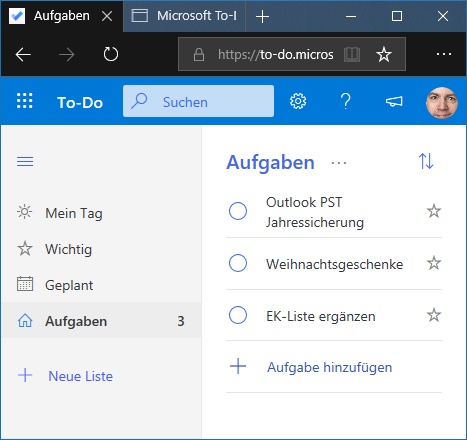 Aufgaben
Microsoft To-D
https://to-do.micros
To-Do
Suchen
Mein Tag
Wichtig
Geplant
Aufgaben 3
Neue Liste
Aufgaben
Outlook PST
Jahressicherung
Weihnachtsgeschenke
EK-Liste ergänzen
Aufgabe hinzufügen